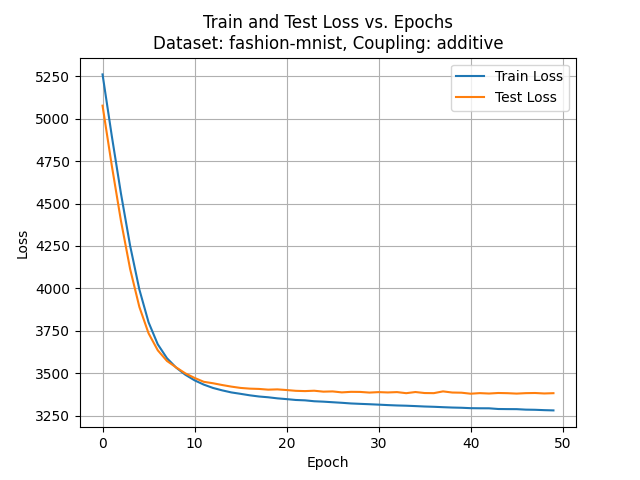 Train and Test Loss vs. Epochs
Dataset: fashion-mnist, Coupling: additive
Train Loss
Test Loss
5250
5000
4750
4500
4250
4000
3750
3500
3250
Loss
0 10 20 30 40 50
Epoch